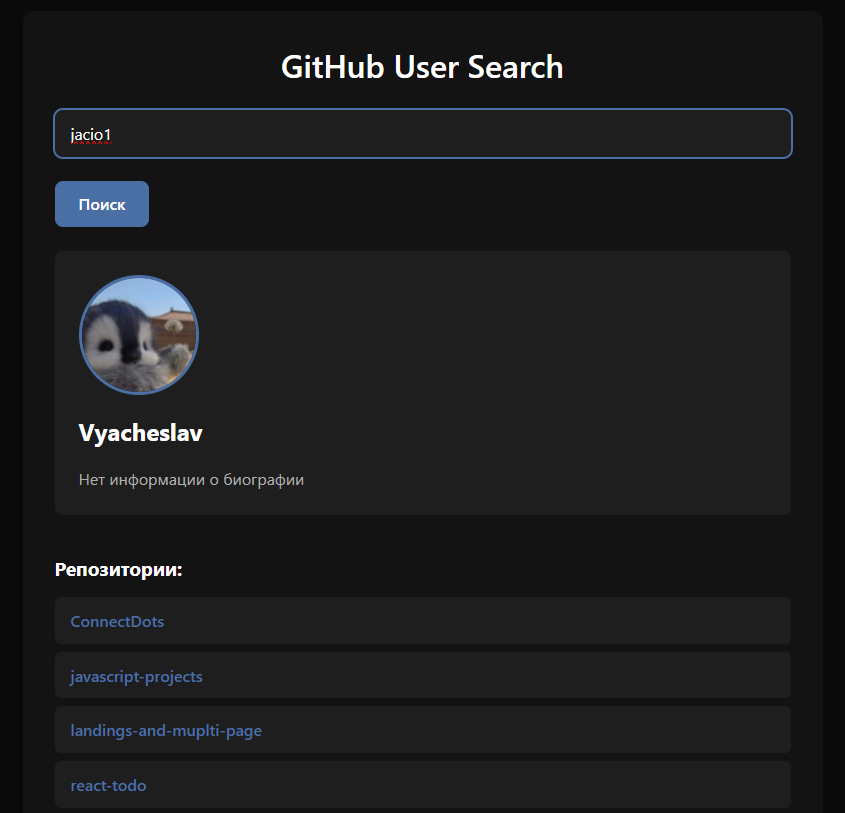 GitHub User Search
jacio1
Поиск
Vyacheslav
Нет информации о биографии
Репозитории:
ConnectDots
javascript-projects
landings-and-muplti-page
react-todo